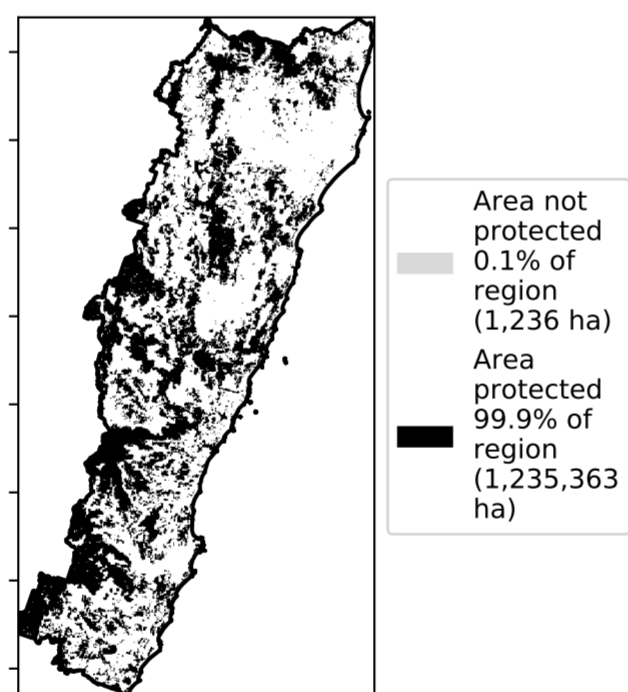 Area not
protected
0.1% of
region
(1,236 ha)
Area
protected
99.9% of
region
(1,235,363
ha)